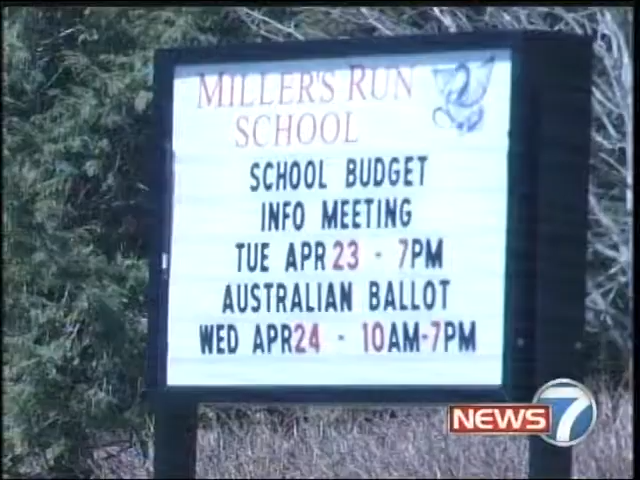 MILLER'S RUN
SCHOOL
SCHOOL BUDGET
INFO MEETING
TUE APR 23 - 7PM
AUSTRALIAN BALLOT
WED APR 24 - 10AM-7PM
NEWS 7